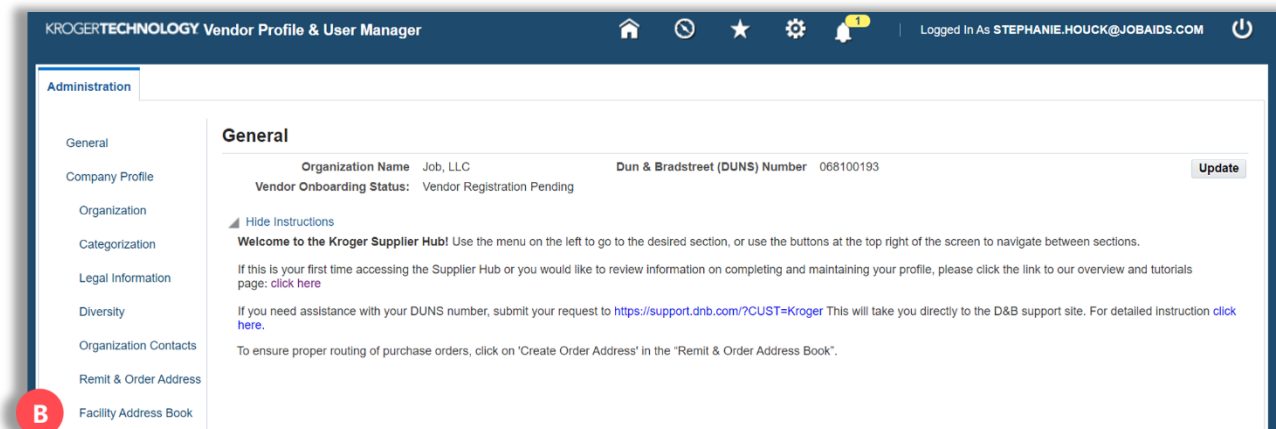 KROGERTECHNOLOGY. Vendor Profile & User Manager
1
Logged In As STEPHANIE.HOUCK@JOBAIDS.COM
Administration
General
Company Profile
Organization
Categorization
Legal Information
Diversity
Organization Contacts
Remit & Order Address
B
Facility Address Book
General
Organization Name Job, LLC Dun & Bradstreet (DUNS) Number 068100193
Update
Vendor Onboarding Status: Vendor Registration Pending
Hide Instructions
Welcome to the Kroger Supplier Hub! Use the menu on the left to go to the desired section, or use the buttons at the top right of the screen to navigate between sections.
If this is your first time accessing the Supplier Hub or you would like to review information on completing and maintaining your profile, please click the link to our overview and tutorials
page: click here
If you need assistance with your DUNS number, submit your request to https://support.dnb.com/?CUST=Kroger This will take you directly to the D&B support site. For detailed instruction click
here.
To ensure proper routing of purchase orders, click on 'Create Order Address' in the “Remit & Order Address Book”.